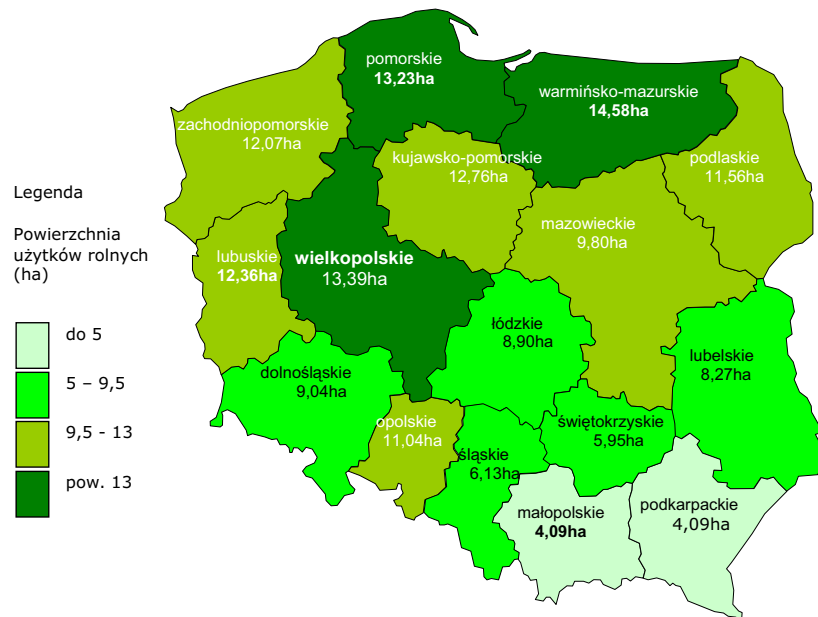 pomorskie
13,23ha
warmińsko-mazurskie
14,58ha
zachodniopomorskie
12,07ha
kujawsko-pomorskie
12,76ha
podlaskie
11,56ha
Legenda
Powierzchnia
użytków rolnych
(ha)
do 5
5 – 9,5
9,5 - 13
pow. 13
mazowieckie
9,80ha
lubuskie
12,36ha
wielkopolskie
13,39ha
łódzkie
8,90ha
lubelskie
8,27ha
dolnośląskie
9,04ha
opolskie
11,04ha
świętokrzyskie
5,95ha
śląskie
6,13ha
małopolskie
4,09ha
podkarpackie
4,09ha